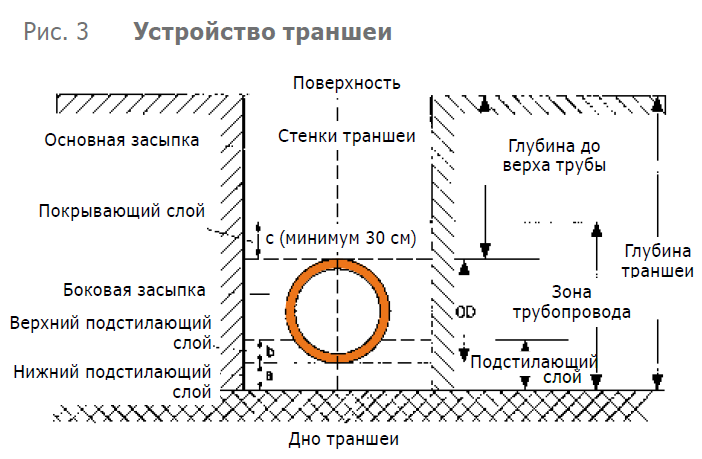 Рис. 3 Устройство траншеи
Поверхность
Основная засыпка
Стенки траншеи
Глубина до
верха трубы
Покрывающий слой
c (минимум 30 см)
Глубина
траншеи
Боковая засыпка
Зона
трубопровода
OD
Верхний подстилающий
слой
b
Подстилающий
слой
Нижний подстилающий
слой
a
Дно траншеи